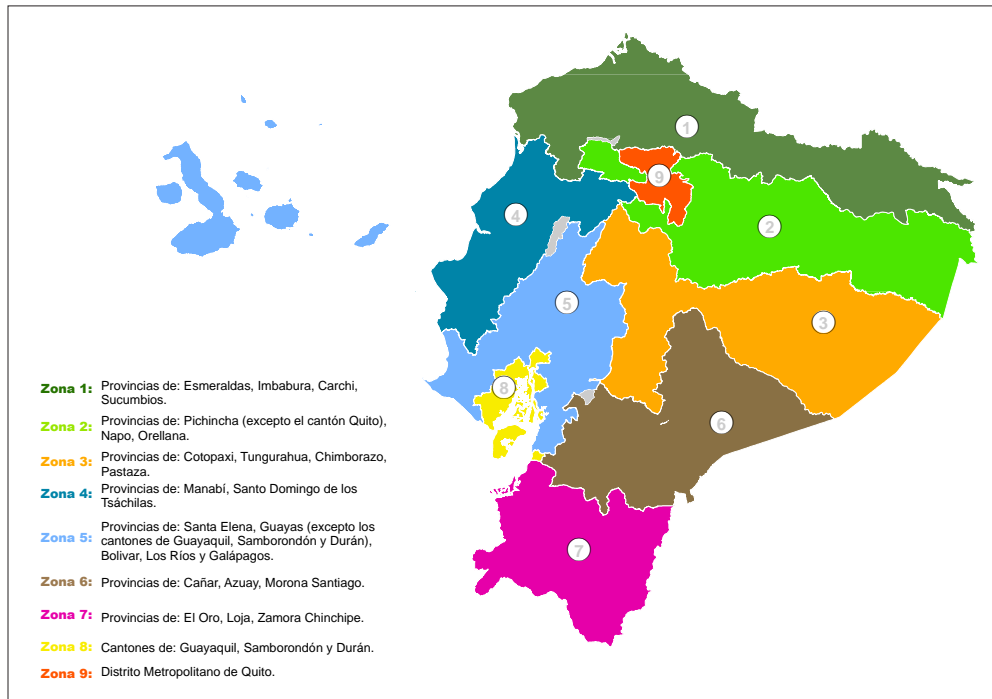 1
9
4
2
5
3
8
6
7
Zona 1: Provincias de: Esmeraldas, Imbabura, Carchi,
Sucumbios.
Zona 2: Provincias de: Pichincha (excepto el cantón Quito),
Napo, Orellana.
Zona 3: Provincias de: Cotopaxi, Tungurahua, Chimborazo,
Pastaza.
Zona 4: Provincias de: Manabí, Santo Domingo de los
Tsáchilas.
Zona 5: Provincias de: Santa Elena, Guayas (excepto los
cantones de Guayaquil, Samborondón y Durán),
Bolivar, Los Ríos y Galápagos.
Zona 6: Provincias de: Cañar, Azuay, Morona Santiago.
Zona 7: Provincias de: El Oro, Loja, Zamora Chinchipe.
Zona 8: Cantones de: Guayaquil, Samborondón y Durán.
Zona 9: Distrito Metropolitano de Quito.